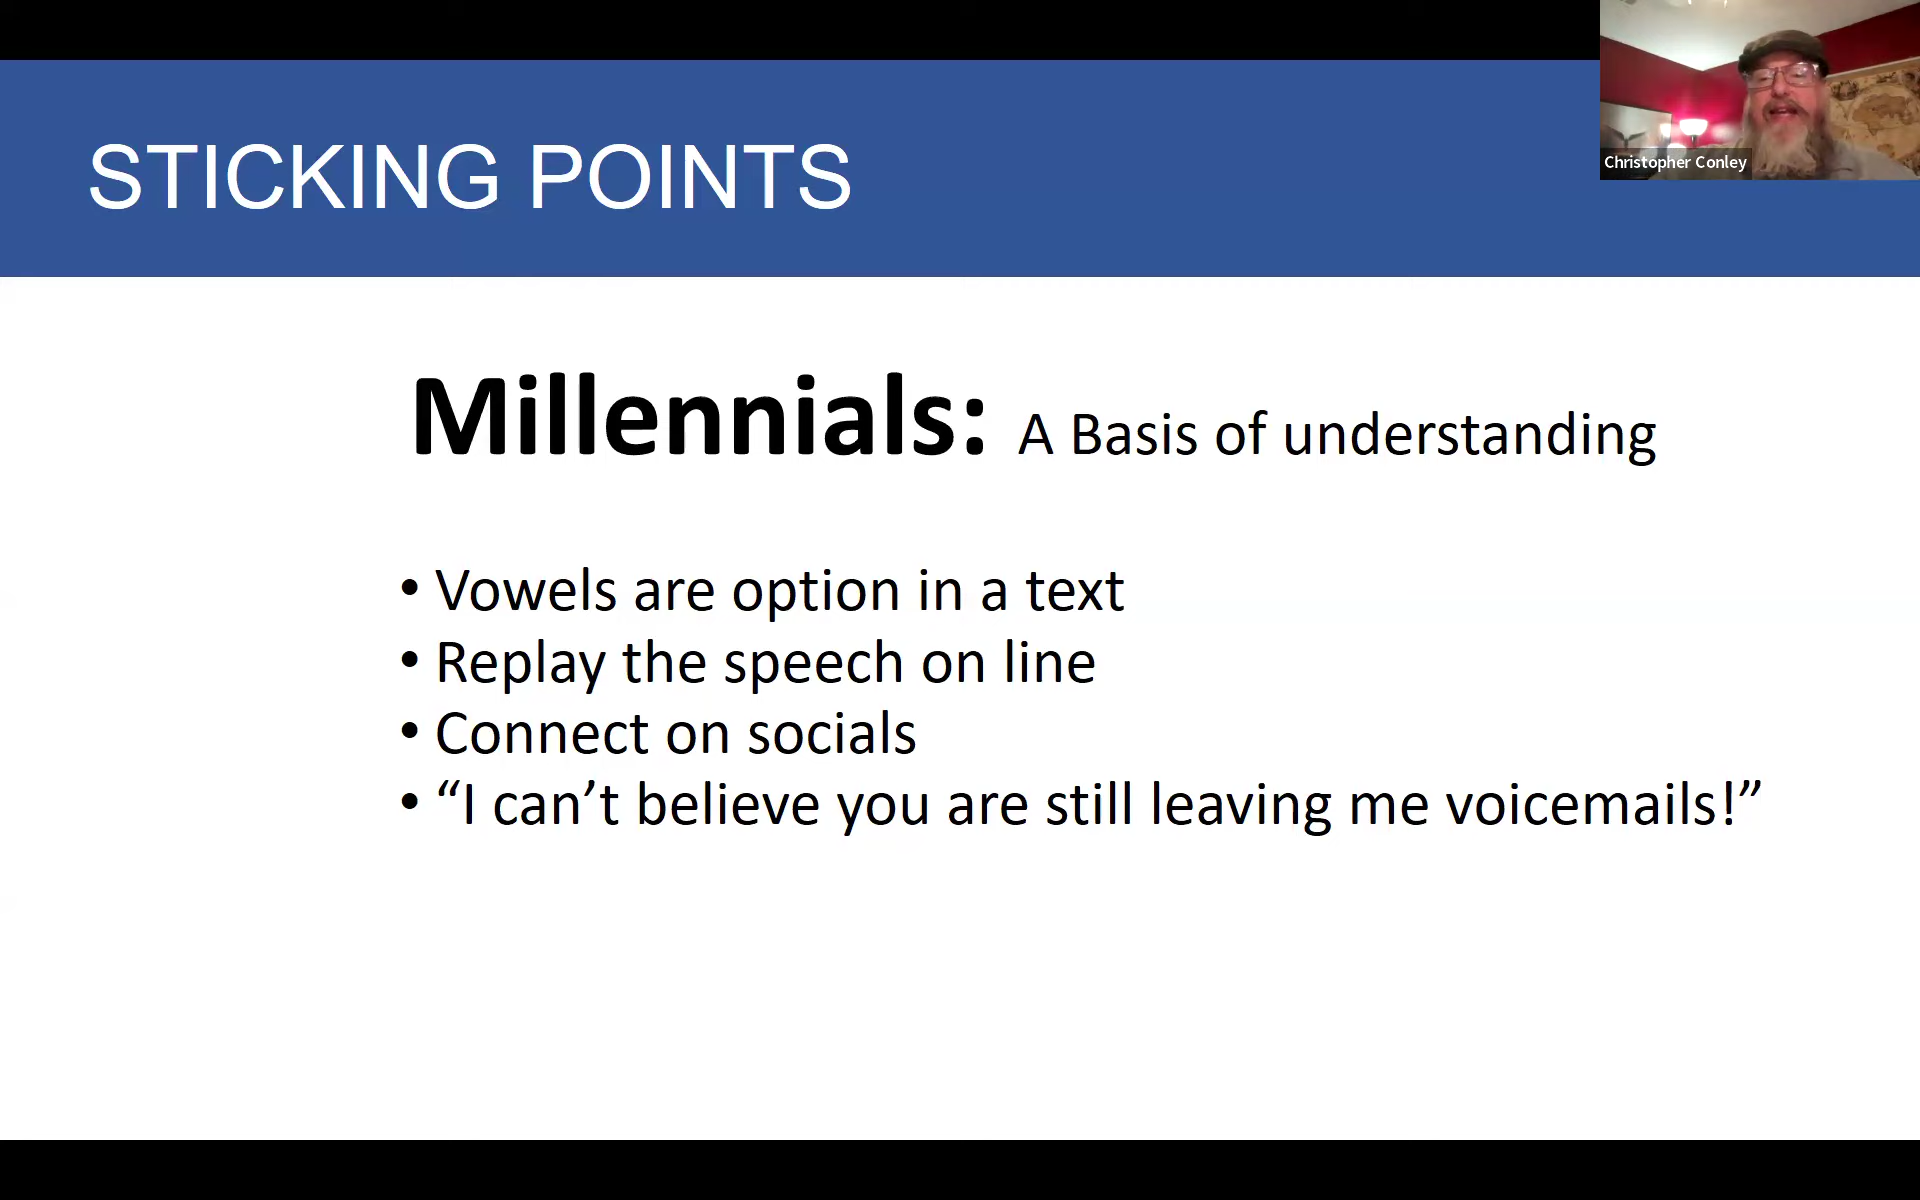 STICKING POINTS
Christopher Conley
Millennials: A Basis of understanding
• Vowels are option in a text
• Replay the speech on line
• Connect on socials
• “I can’t believe you are still leaving me voicemails!”